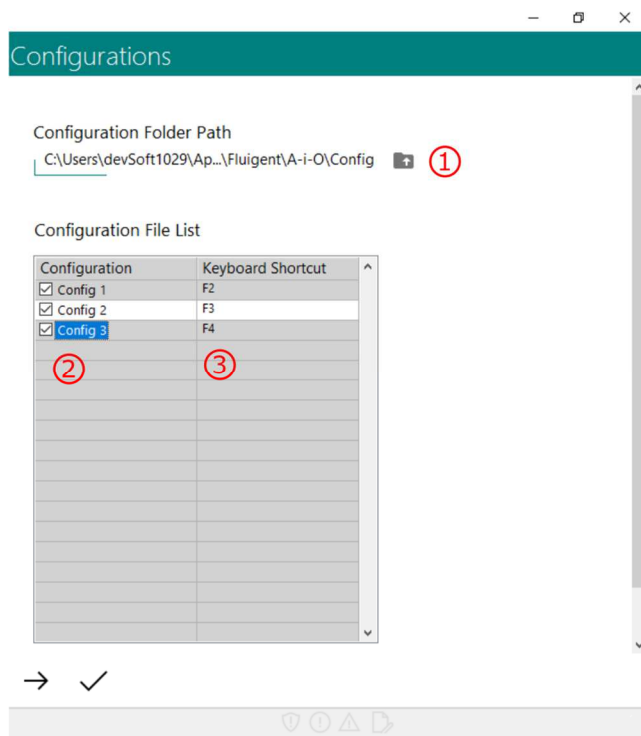 Configurations
Configuration Folder Path
C:\Users\devSoft1029\Ap...\Fluigent\A-i-O\Config
1
Configuration File List
Configuration Keyboard Shortcut
Config 1 F2
Config 2 F3
Config 3 F4
2 3